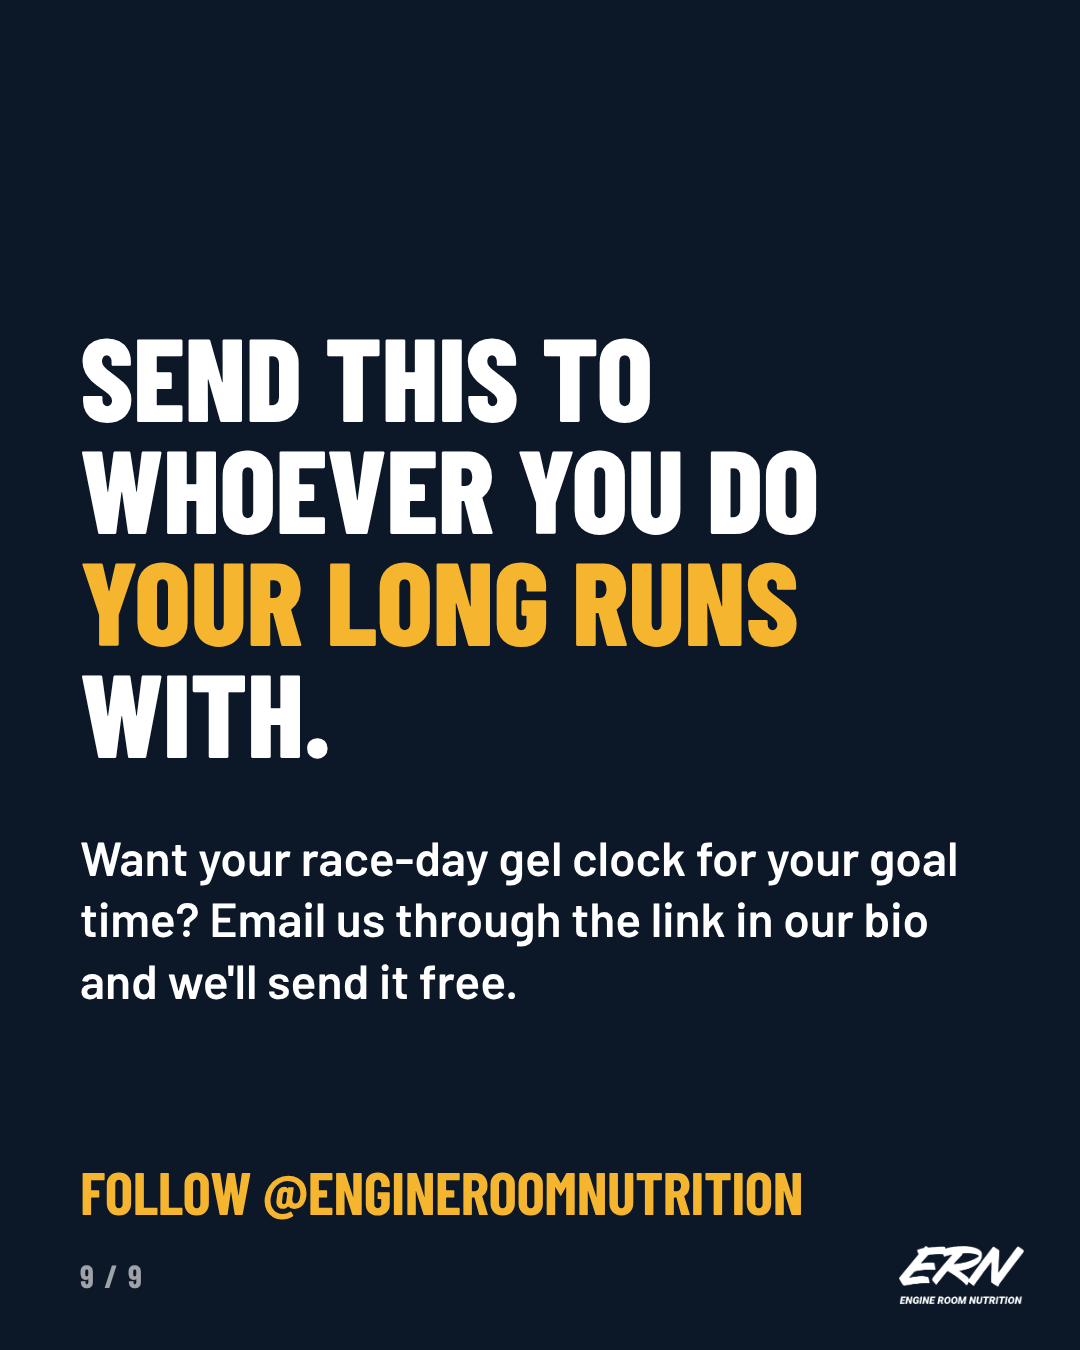 SEND THIS TO
WHOEVER YOU DO
YOUR LONG RUNS
WITH.
Want your race-day gel clock for your goal
time? Email us through the link in our bio
and we'll send it free.
FOLLOW @ENGINEROOMNUTRITION
9 / 9
ERN
ENGINE ROOM NUTRITION